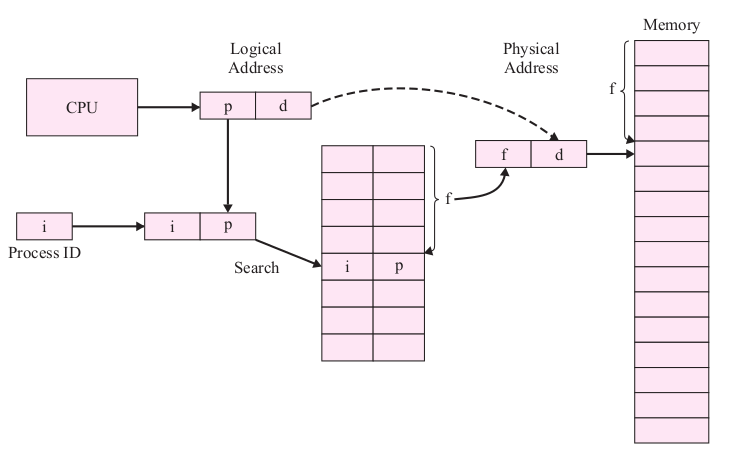 Memory
Logical
Address
Physical
Address
f
CPU
p d
f d
f
i
i p
Process ID
Search
i p